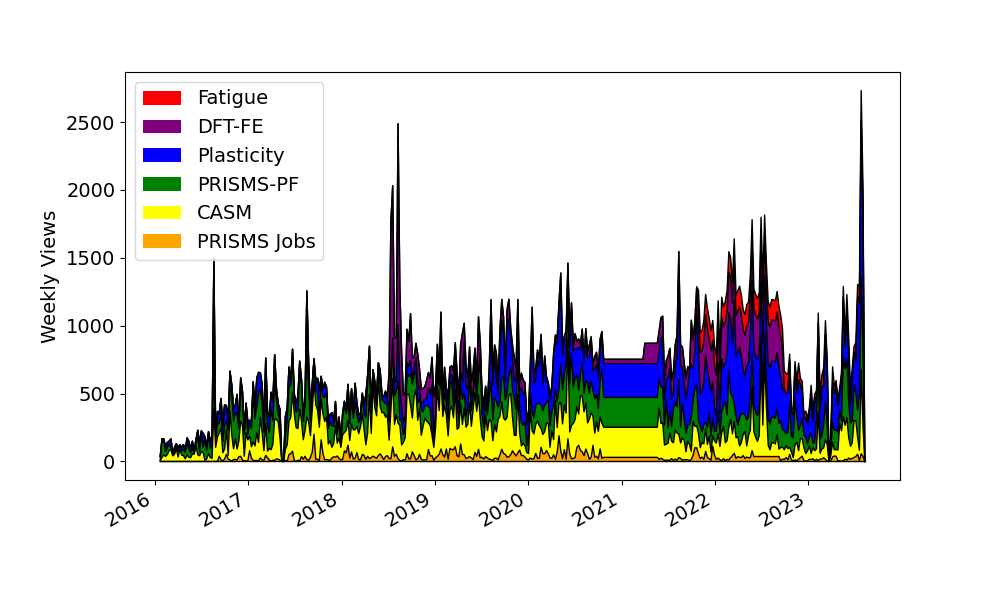 Fatigue
DFT-FE
Plasticity
PRISMS-PF
CASM
PRISMS Jobs
Weekly Views
2500
2000
1500
1000
500
0
2016
2017
2018
2019
2020
2021
2022
2023